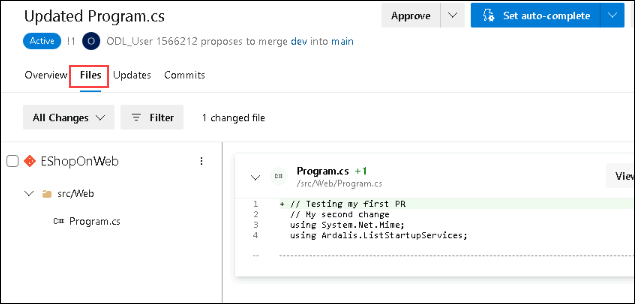 Updated Program.cs
Approve
Set auto-complete
Active !1 O ODL_User 1566212 proposes to merge dev into main
Overview Files Updates Commits
All Changes Filter 1 changed file
EShopOnWeb
src/Web
C# Program.cs
C# Program.cs +1
/src/Web/Program.cs
View
1 + // Testing my first PR
2 // My second change
3 using System.Net.Mime;
4 using Ardalis.ListStartupServices;